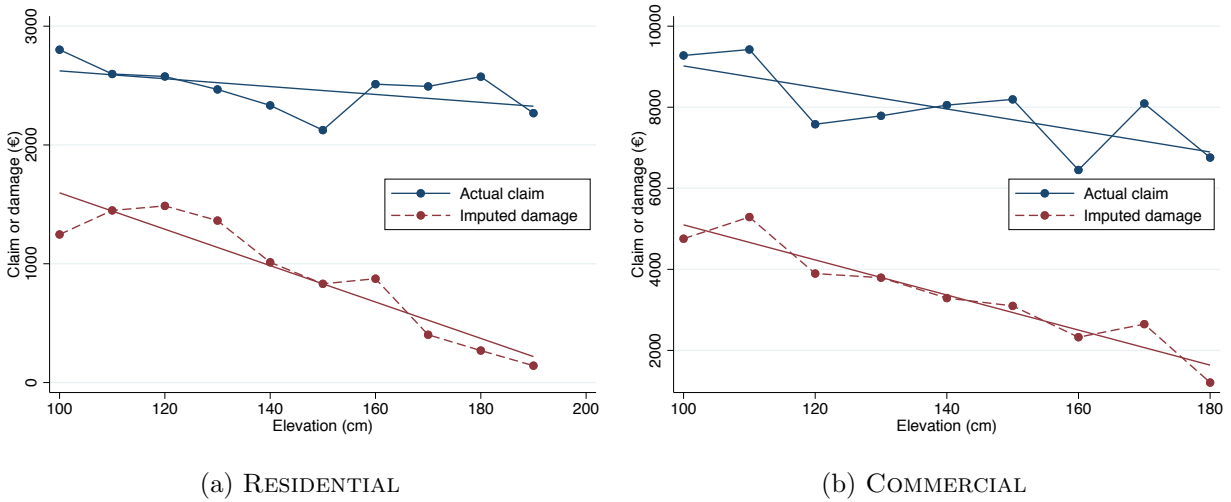 Claim or damage (€)
3000
2000
1000
0
Actual claim
Imputed damage
100 120 140 160 180 200
Elevation (cm)
(a) RESIDENTIAL
Claim or damage (€)
10000
8000
6000
4000
2000
Actual claim
Imputed damage
100 120 140 160 180
Elevation (cm)
(b) COMMERCIAL